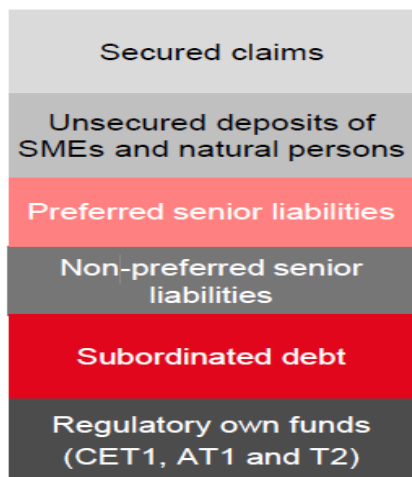 Secured claims
Unsecured deposits of
SMEs and natural persons
Preferred senior liabilities
Non-preferred senior
liabilities
Subordinated debt
Regulatory own funds
(CET1, AT1 and T2)